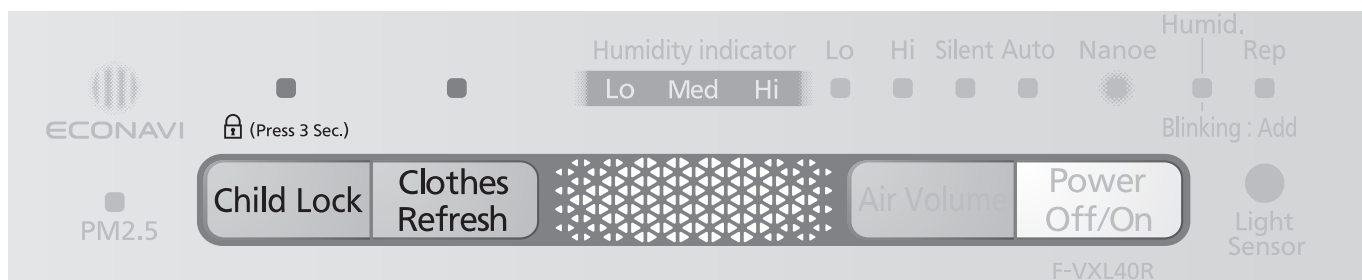 Humid.
Humidity indicator Lo Hi Silent Auto Nanoe Rep
Lo Med Hi
ECONAVI
(Press 3 Sec.)
Blinking : Add
Child Lock
Clothes
Refresh
Air Volume
Power
Off/On
PM2.5
Light
Sensor
F-VXL40R